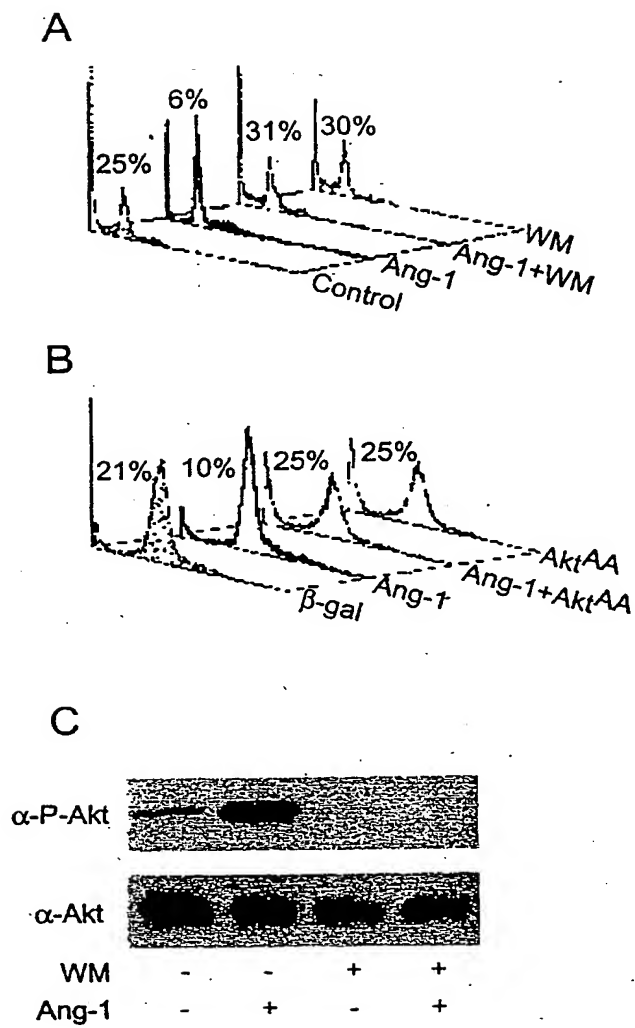 A
25%
6%
31%
30%
WM
Ang-1+WM
Ang-1
Control
B
21%
10%
25%
25%
AktAA
Ang-1+AktAA
Ang-1
β-gal
C
α-P-Akt
α-Akt
WM - - + +
Ang-1 - + - +